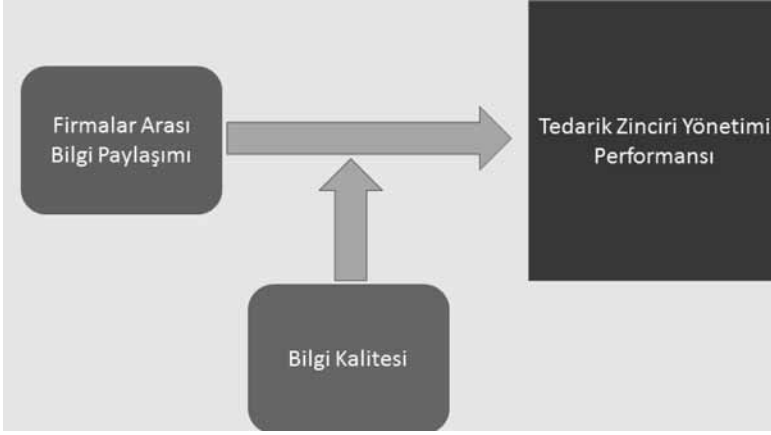 Firmalar Arası
Bilgi Paylaşımı
Tedarik Zinciri Yönetimi
Performansı
Bilgi Kalitesi